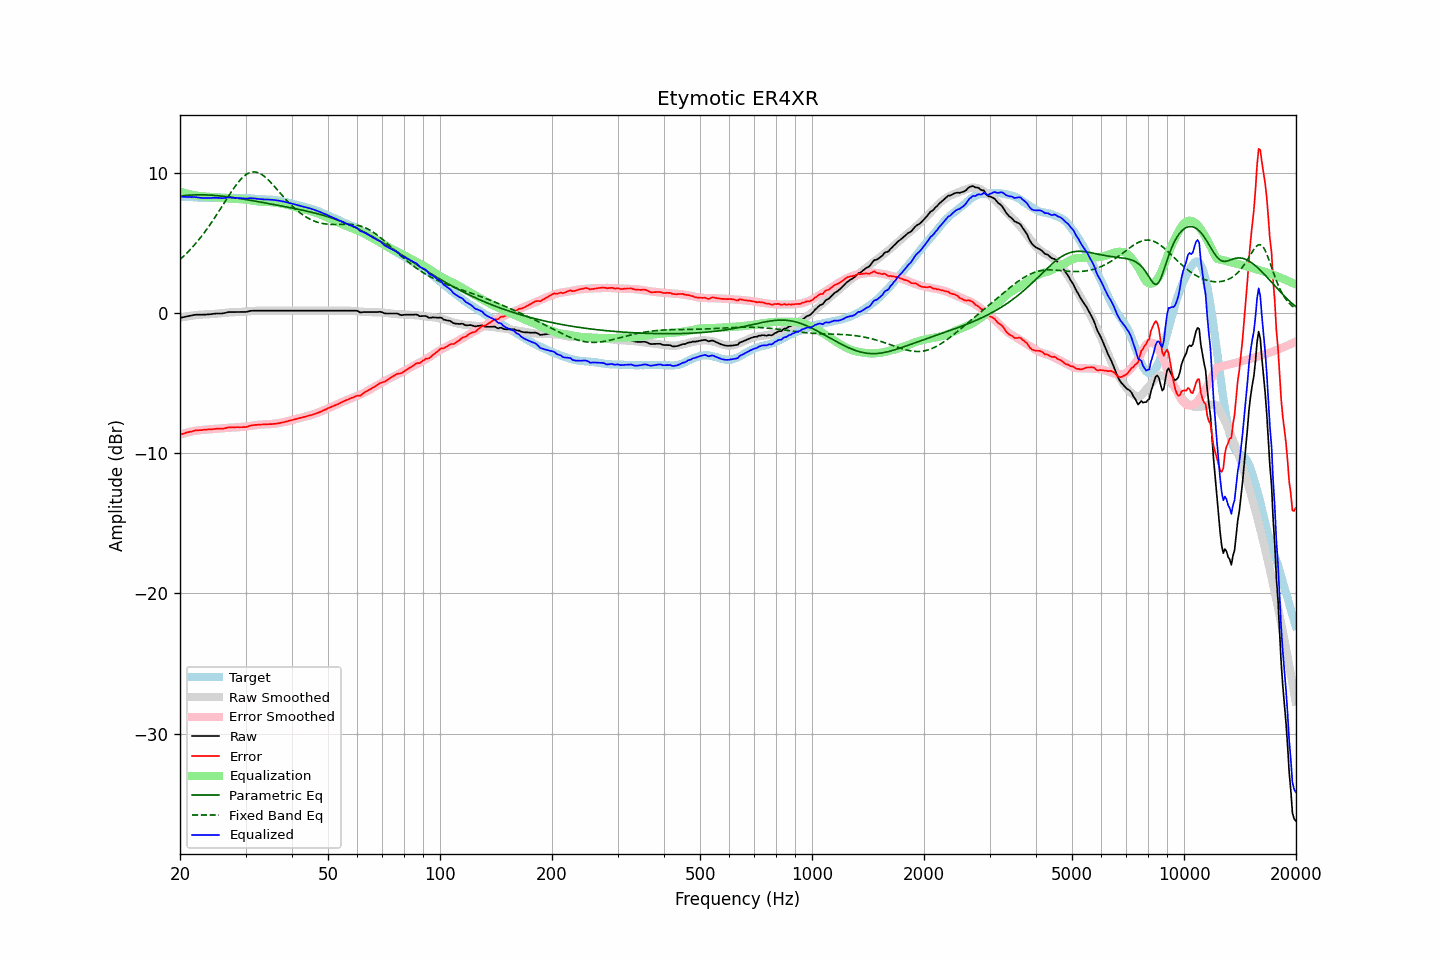 Etymotic ER4XR
10
0
−10
−20
−30
Amplitude (dBr)
20
50
100
200
500
1000
2000
5000
10000
20000
Frequency (Hz)
Target
Raw Smoothed
Error Smoothed
Raw
Error
Equalization
Parametric Eq
Fixed Band Eq
Equalized